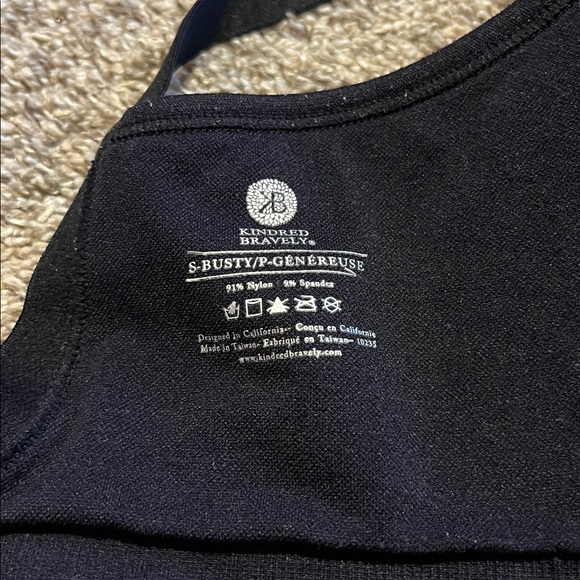 KB
KINDRED
BRAVELY®
S-BUSTY/P-GÉNÉREUSE
91% Nylon 9% Spandex
Designed in California~ Conçu en Californie
Made in Taiwan~ Fabriqué en Taiwan~ 10235
www.kindredbravely.com